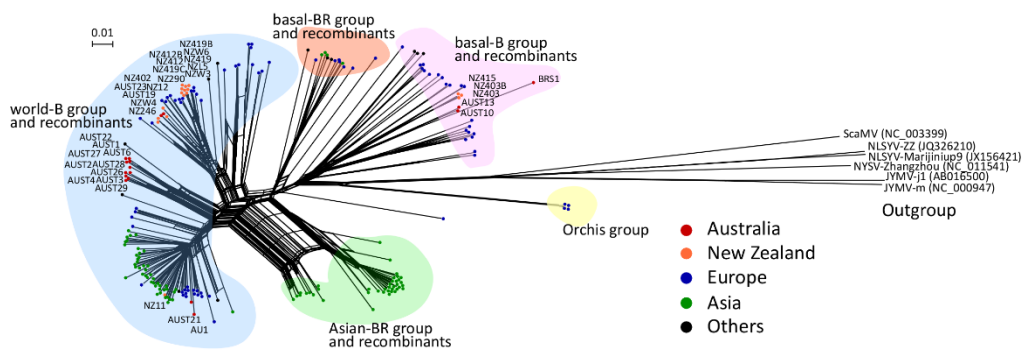 0.01
basal-BR group
and recombinants
basal-B group
and recombinants
NZ419B
NZ412B NZW6
NZ412 NZ419
NZ419C NZL5
NZ402 NZ290 NZW3
AUST23 NZ12
AUST19
NZW4
NZ246
world-B group
and recombinants
AUST22
AUST1
AUST27 AUST6
AUST2 AUST28
AUST26
AUST4 AUST3
AUST29
NZ415
NZ403B
NZ403
AUST13
AUST10
BRS1
ScaMV (NC_003399)
NLSYV-ZZ (JQ326210)
NLSYV-Marijiniup9 (JX156421)
NYSV-Zhangzhou (NC_011541)
JYMV-j1 (AB016500)
JYMV-m (NC_000947)
Outgroup
Orchis group
NZ11
AUST21
AU1
Asian-BR group
and recombinants
Australia
New Zealand
Europe
Asia
Others